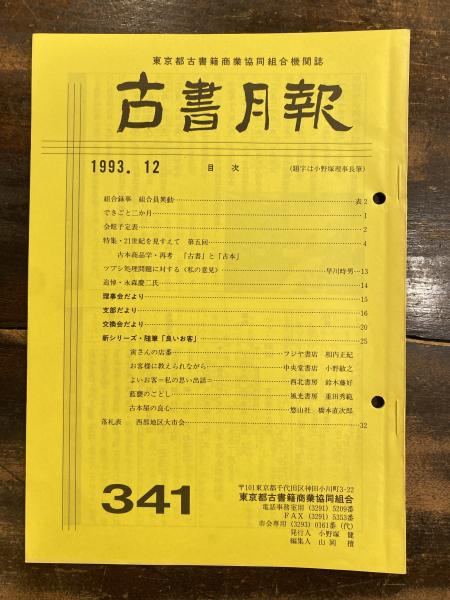 東京都古書籍商業協同組合機関誌
古書月報
1993. 12 目次 (題字は小野塚理事長筆)
組合録事 組合員異動……表2
できごと二か月……1
会館予定表……2
特集・21世紀を見すえて 第五回……4
古本商品学・再考 「古書」と「古本」
ツブシ処理問題に対する〈私の意見〉……早川時男…13
追悼・永森慶二氏……14
理事会だより……15
支部だより……16
交換会だより……20
新シリーズ・随筆「良いお客」……25
寅さんの店番……フジヤ書店 相内正紀
お客様に教えられながら……中央堂書店 小野敏之
よいお客=私の思い出話=……西北書房 鈴木藤好
藍甕のごとし……風光書房 重田秀範
古本屋の良心……悠山社 橋本直次郎
落札表 西部地区大市会……32
341
〒101東京都千代田区神田小川町3-22
東京都古書籍商業協同組合
電話事務室用 (3291) 5209番
FAX (3291) 5353番
市会専用 (3293) 0161番 (代)
発行人 小野塚 健
編集人 山岡 檀